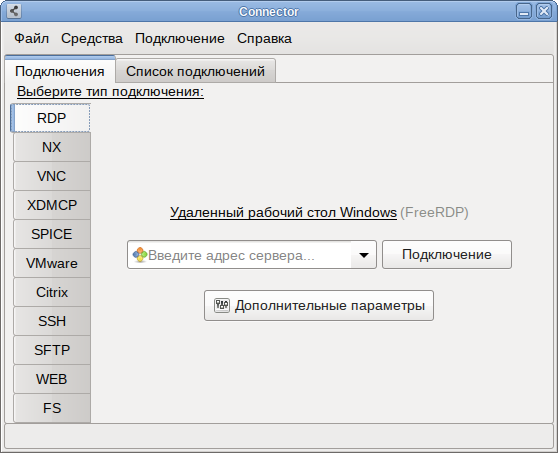 Connector
Файл Средства Подключение Справка
Подключения Список подключений
Выберите тип подключения:
RDP
NX
VNC
XDMCP
SPICE
VMware
Citrix
SSH
SFTP
WEB
FS
Удаленный рабочий стол Windows (FreeRDP)
Введите адрес сервера... Подключение
Дополнительные параметры